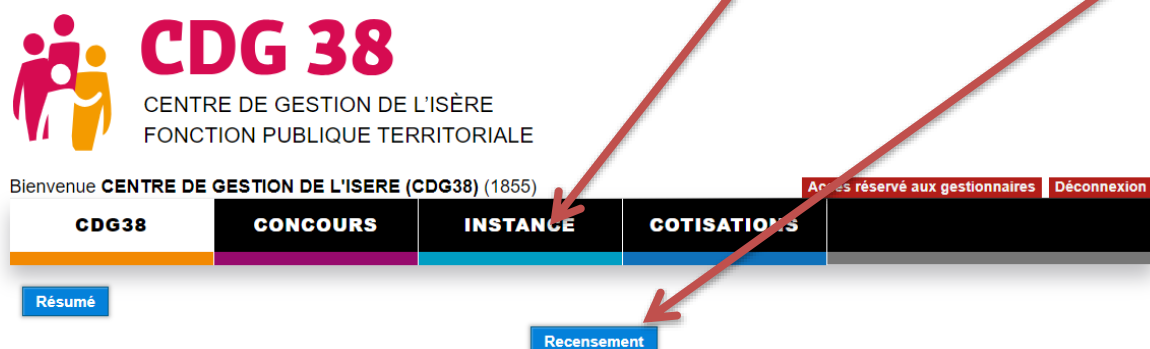 CDG 38
CENTRE DE GESTION DE L'ISÈRE
FONCTION PUBLIQUE TERRITORIALE
Bienvenue CENTRE DE GESTION DE L'ISERE (CDG38) (1855)
Accès réservé aux gestionnaires Déconnexion
CDG38 CONCOURS INSTANCE COTISATIONS
Résumé
Recensement